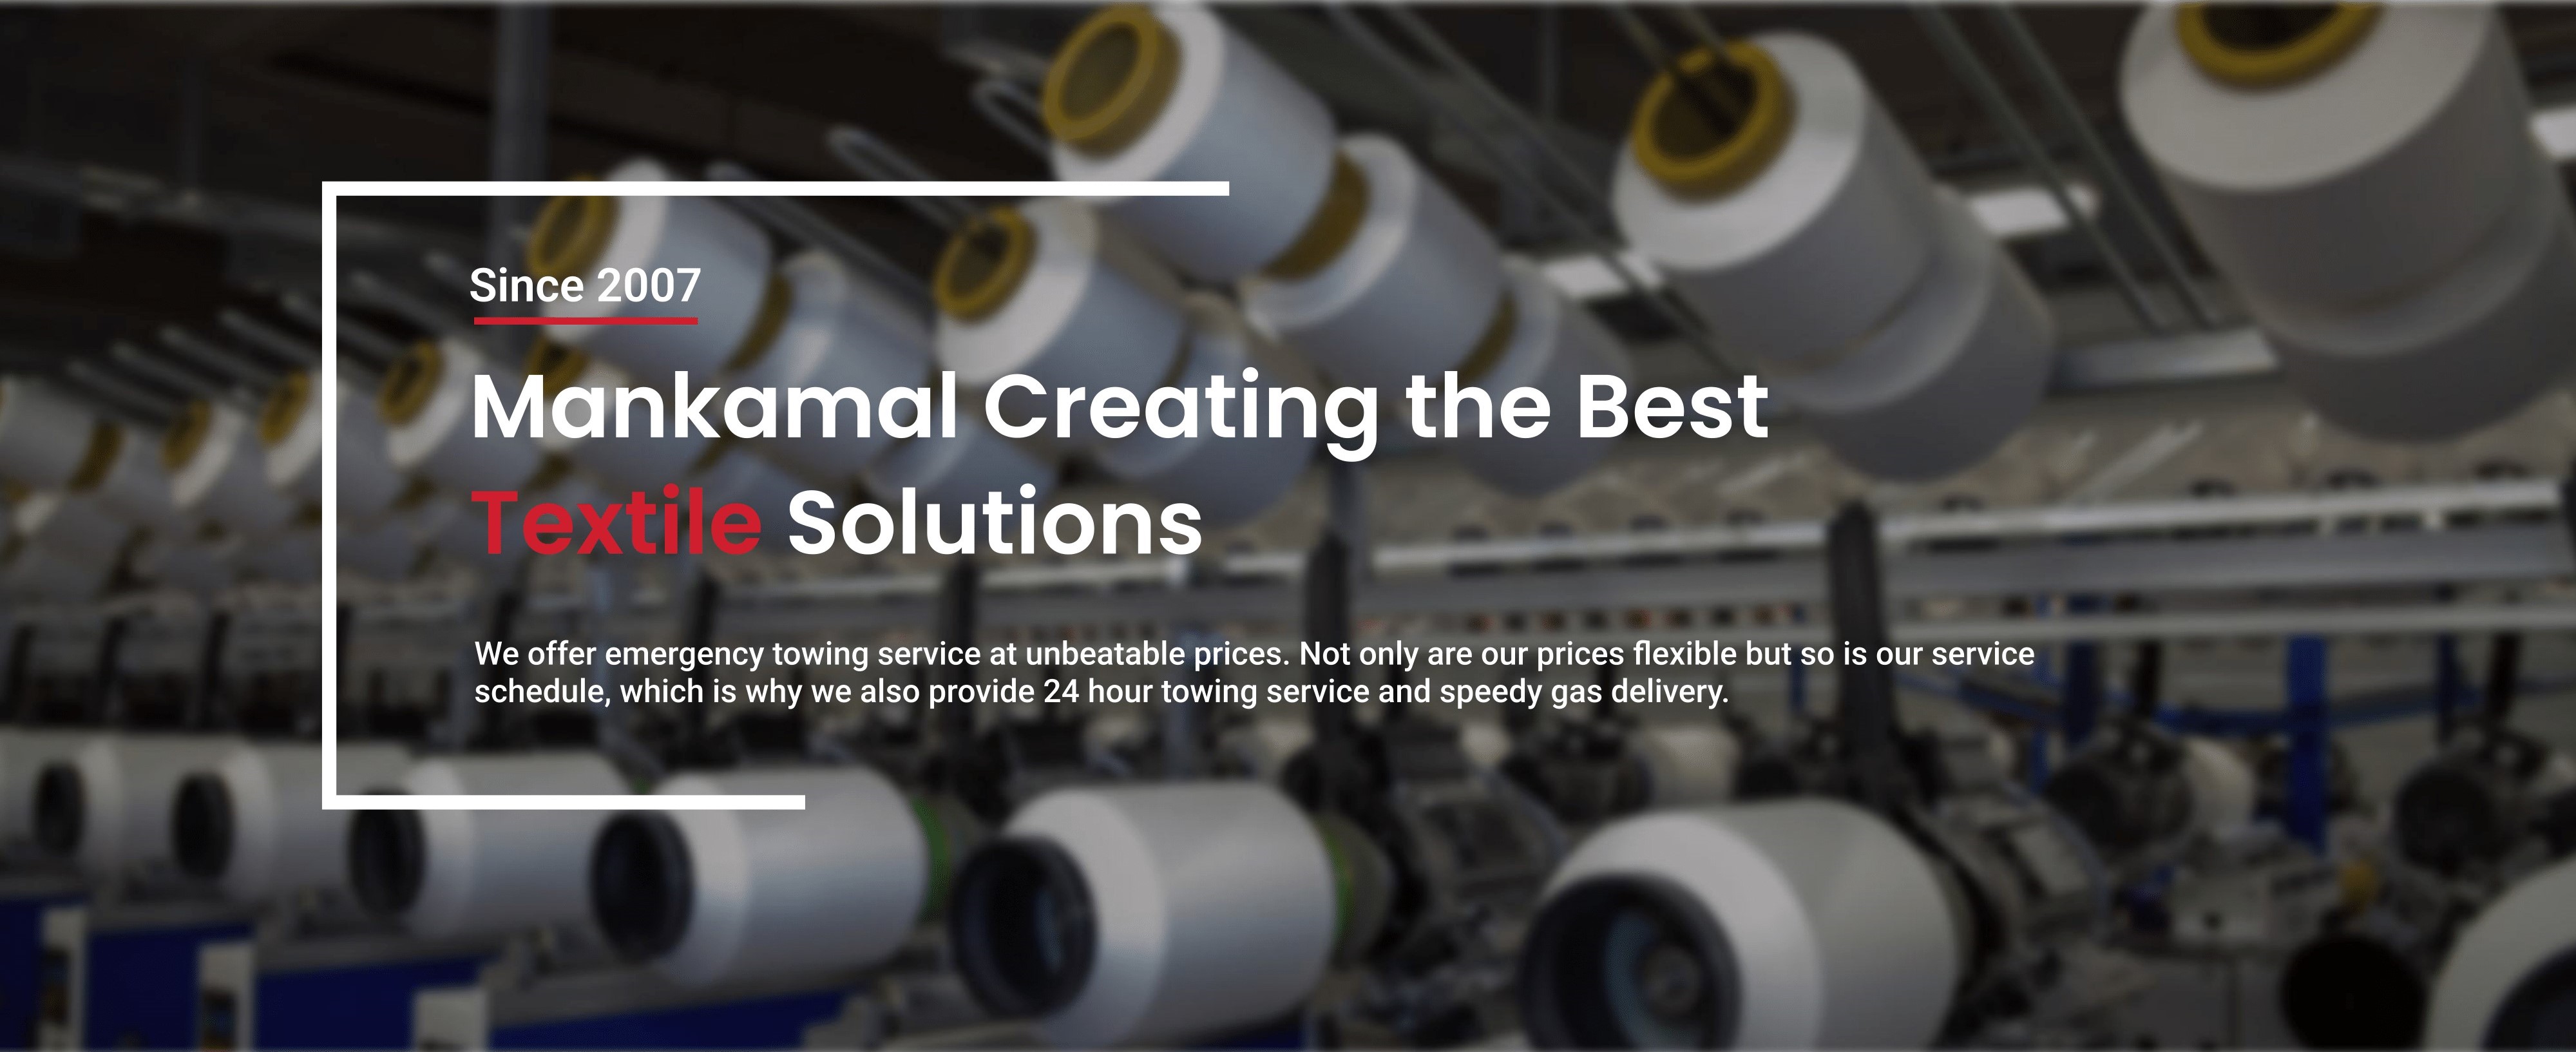 Since 2007
Mankamal Creating the Best
Textile Solutions
We offer emergency towing service at unbeatable prices. Not only are our prices flexible but so is our service
schedule, which is why we also provide 24 hour towing service and speedy gas delivery.